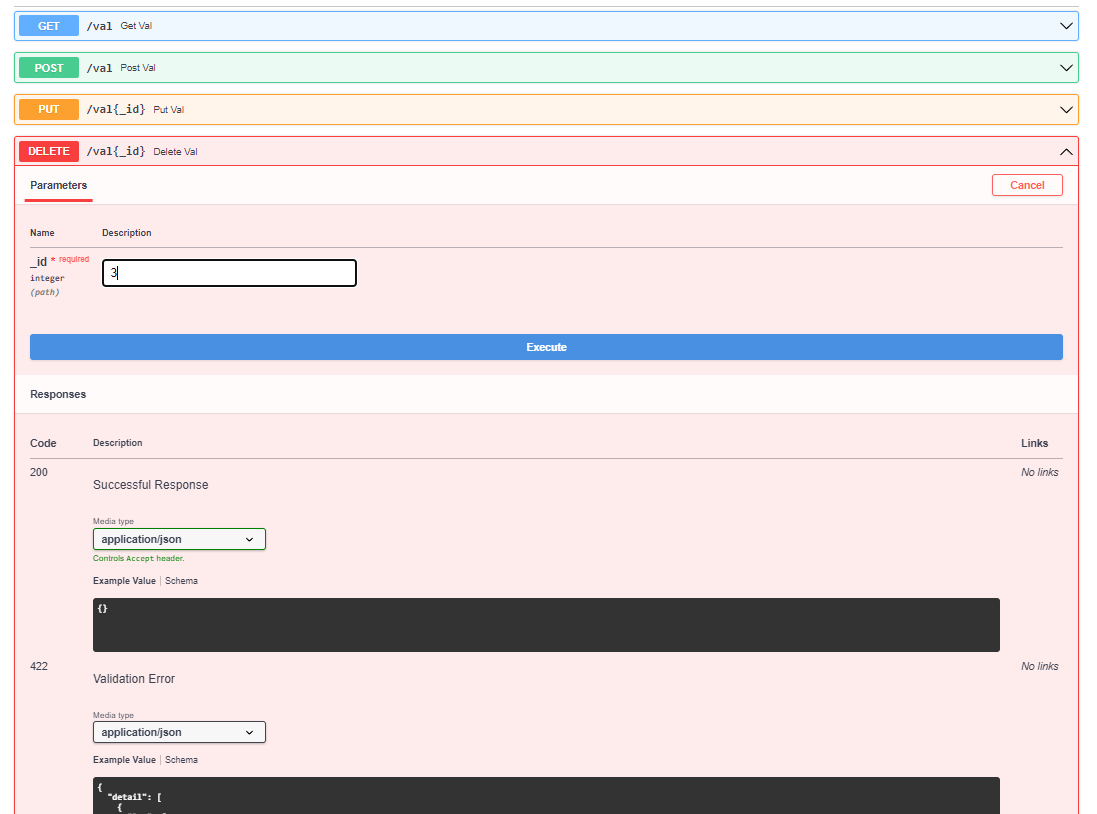 GET /val Get Val
POST /val Post Val
PUT /val{_id} Put Val
DELETE /val{_id} Delete Val
Parameters Cancel
Name Description
_id * required
3
integer
(path)
Execute
Responses
Code Description Links
200 No links
Successful Response
Media type
application/json
Controls Accept header.
Example Value | Schema
{}
422 No links
Validation Error
Media type
application/json
Example Value | Schema
{
"detail": [
{